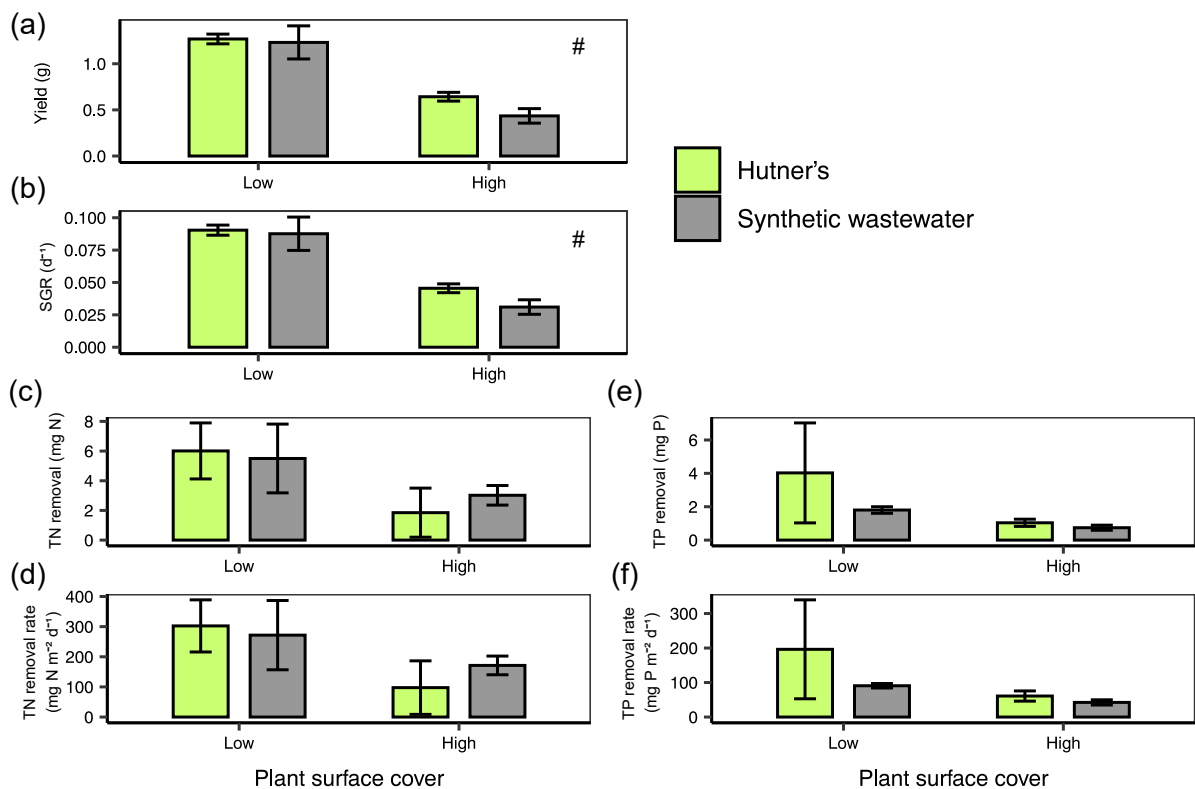 (a)
Yield (g)
1.0
0.5
0.0
#
Low
High
Hutner's
Synthetic wastewater
(b)
SGR (d⁻¹)
0.100
0.075
0.050
0.025
0.000
#
Low
High
(c)
TN removal (mg N)
8
6
4
2
0
Low
High
(d)
TN removal rate
(mg N m⁻² d⁻¹)
400
300
200
100
0
Low
High
Plant surface cover
(e)
TP removal (mg P)
6
4
2
0
Low
High
(f)
TP removal rate
(mg P m⁻² d⁻¹)
300
200
100
0
Low
High
Plant surface cover